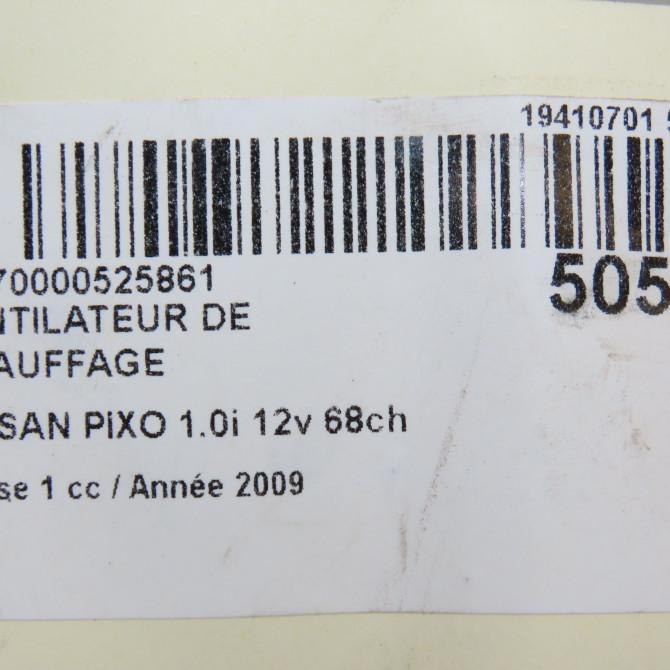 19410701
70000525861
505
NTILATEUR DE
AUFFAGE
SAN PIXO 1.0i 12v 68ch
se 1 cc / Année 2009